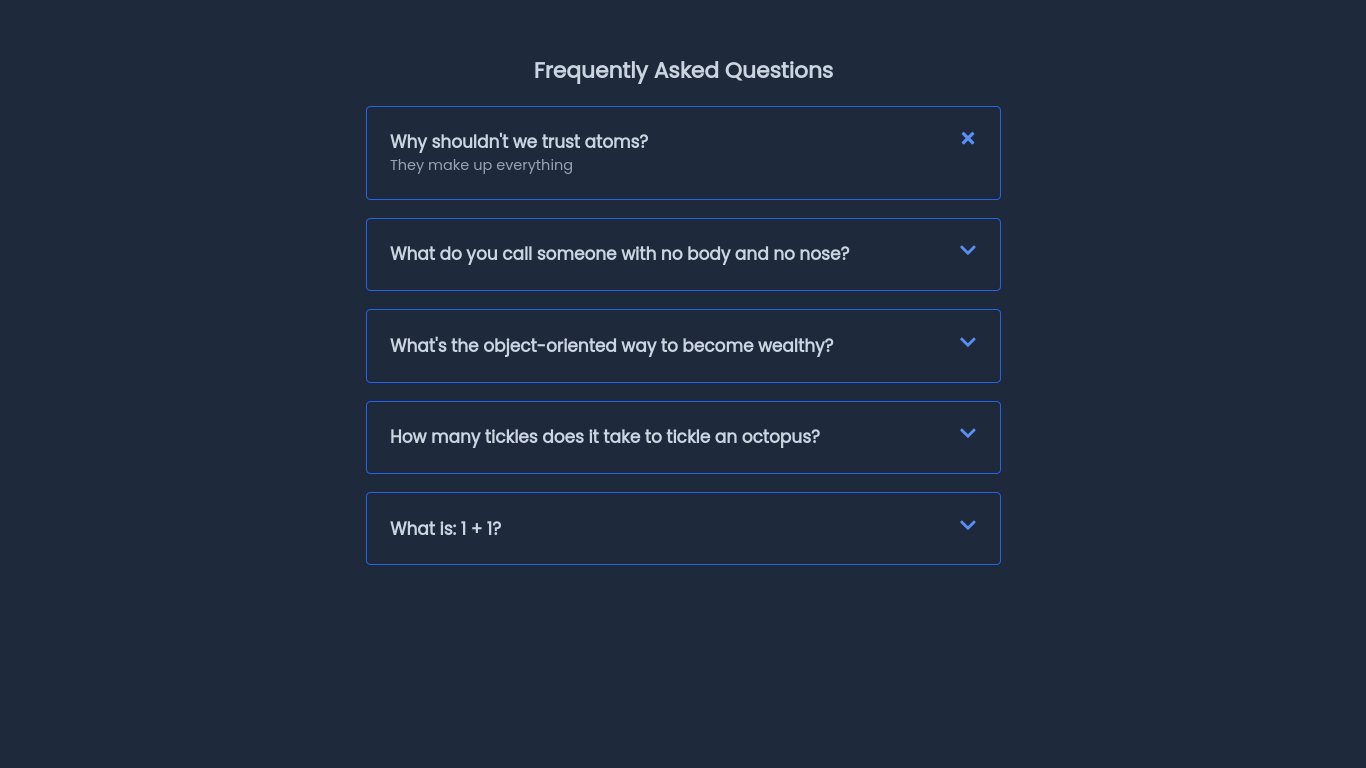 Frequently Asked Questions
Why shouldn't we trust atoms?
They make up everything
What do you call someone with no body and no nose?
What's the object-oriented way to become wealthy?
How many tickles does it take to tickle an octopus?
What is: 1 + 1?